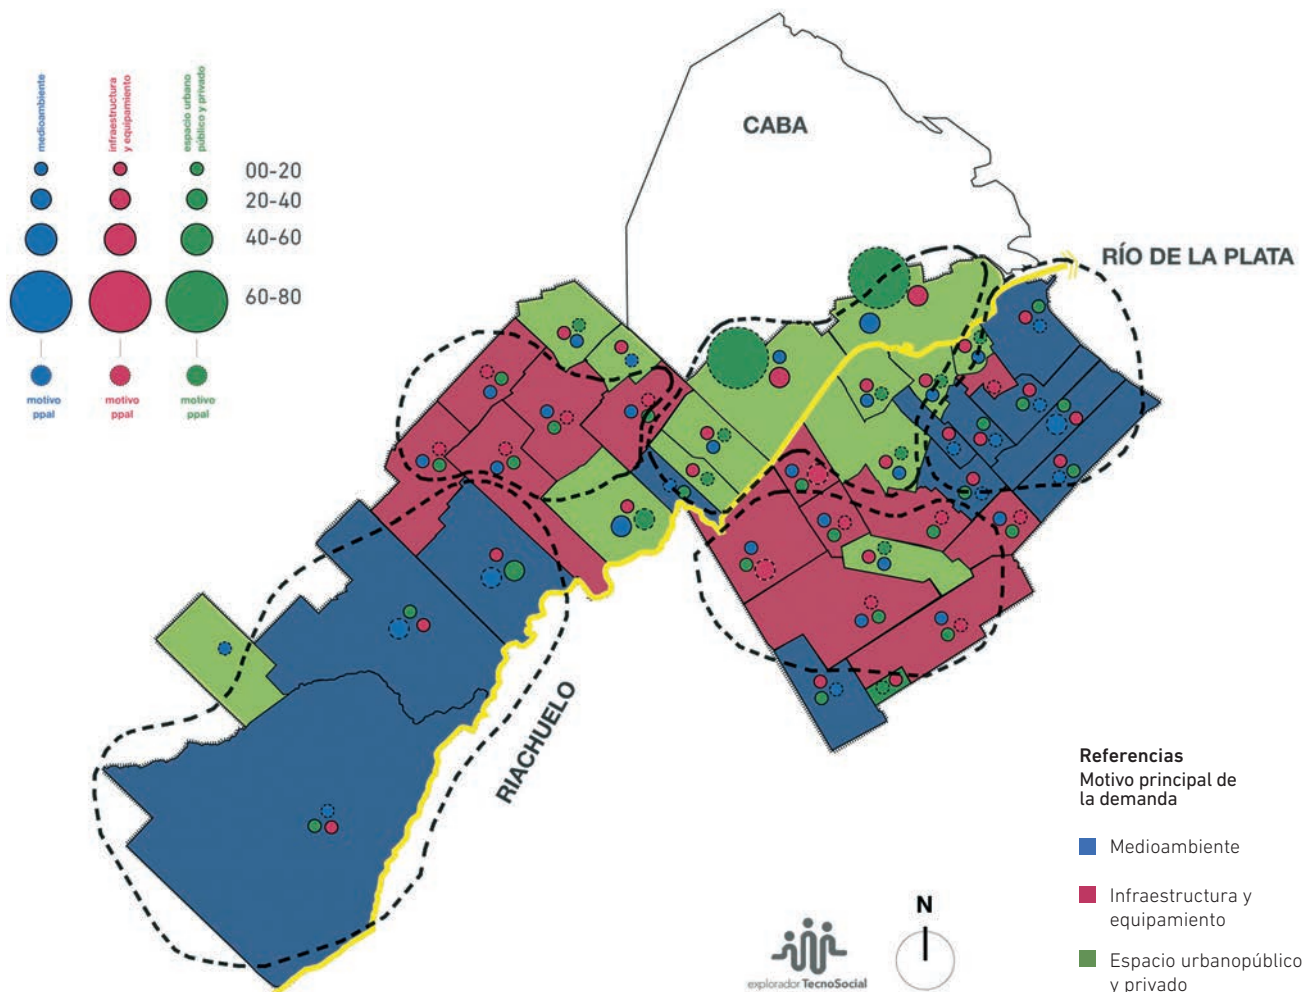 medioambiente
infraestructura
y equipamiento
espacio urbano
público y privado
00-20
20-40
40-60
60-80
motivo
ppal
motivo
ppal
motivo
ppal
CABA
RÍO DE LA PLATA
RIACHUELO
Referencias
Motivo principal de
la demanda
Medioambiente
Infraestructura y
equipamiento
Espacio urbanopúblico
y privado
N
explorador TecnoSocial